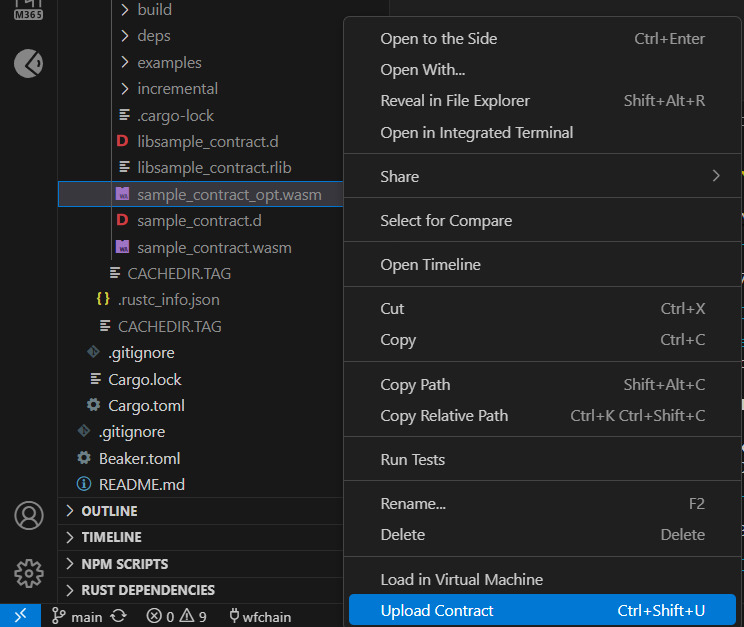 M365
build
deps
examples
incremental
.cargo-lock
D libsample_contract.d
libsample_contract.rlib
sample_contract_opt.wasm
D sample_contract.d
sample_contract.wasm
CACHEDIR.TAG
{} .rustc_info.json
CACHEDIR.TAG
.gitignore
Cargo.lock
Cargo.toml
.gitignore
Beaker.toml
README.md
OUTLINE
TIMELINE
NPM SCRIPTS
RUST DEPENDENCIES
main 0 9 wfchain
Open to the Side Ctrl+Enter
Open With...
Reveal in File Explorer Shift+Alt+R
Open in Integrated Terminal
Share
Select for Compare
Open Timeline
Cut Ctrl+X
Copy Ctrl+C
Copy Path Shift+Alt+C
Copy Relative Path Ctrl+K Ctrl+Shift+C
Run Tests
Rename... F2
Delete Delete
Load in Virtual Machine
Upload Contract Ctrl+Shift+U